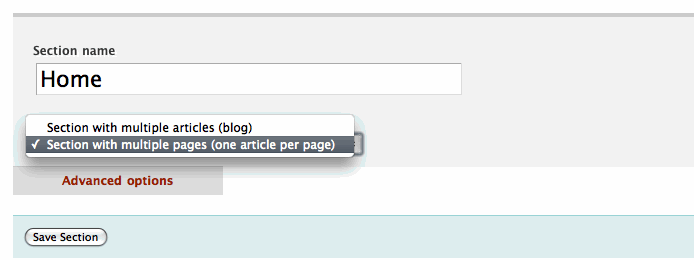 Section name
Home
Section with multiple articles (blog)
✓ Section with multiple pages (one article per page)
Advanced options
Save Section